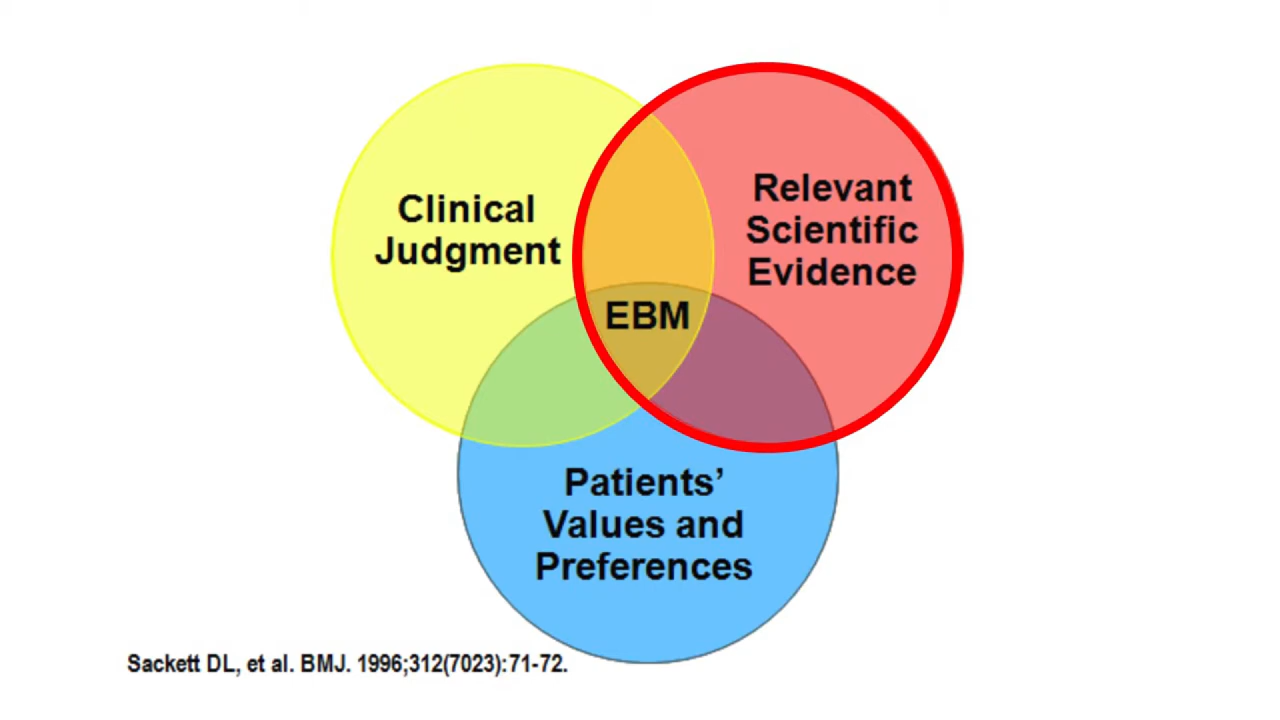 Clinical
Judgment
Relevant
Scientific
Evidence
EBM
Patients’
Values and
Preferences
Sackett DL, et al. BMJ. 1996;312(7023):71-72.